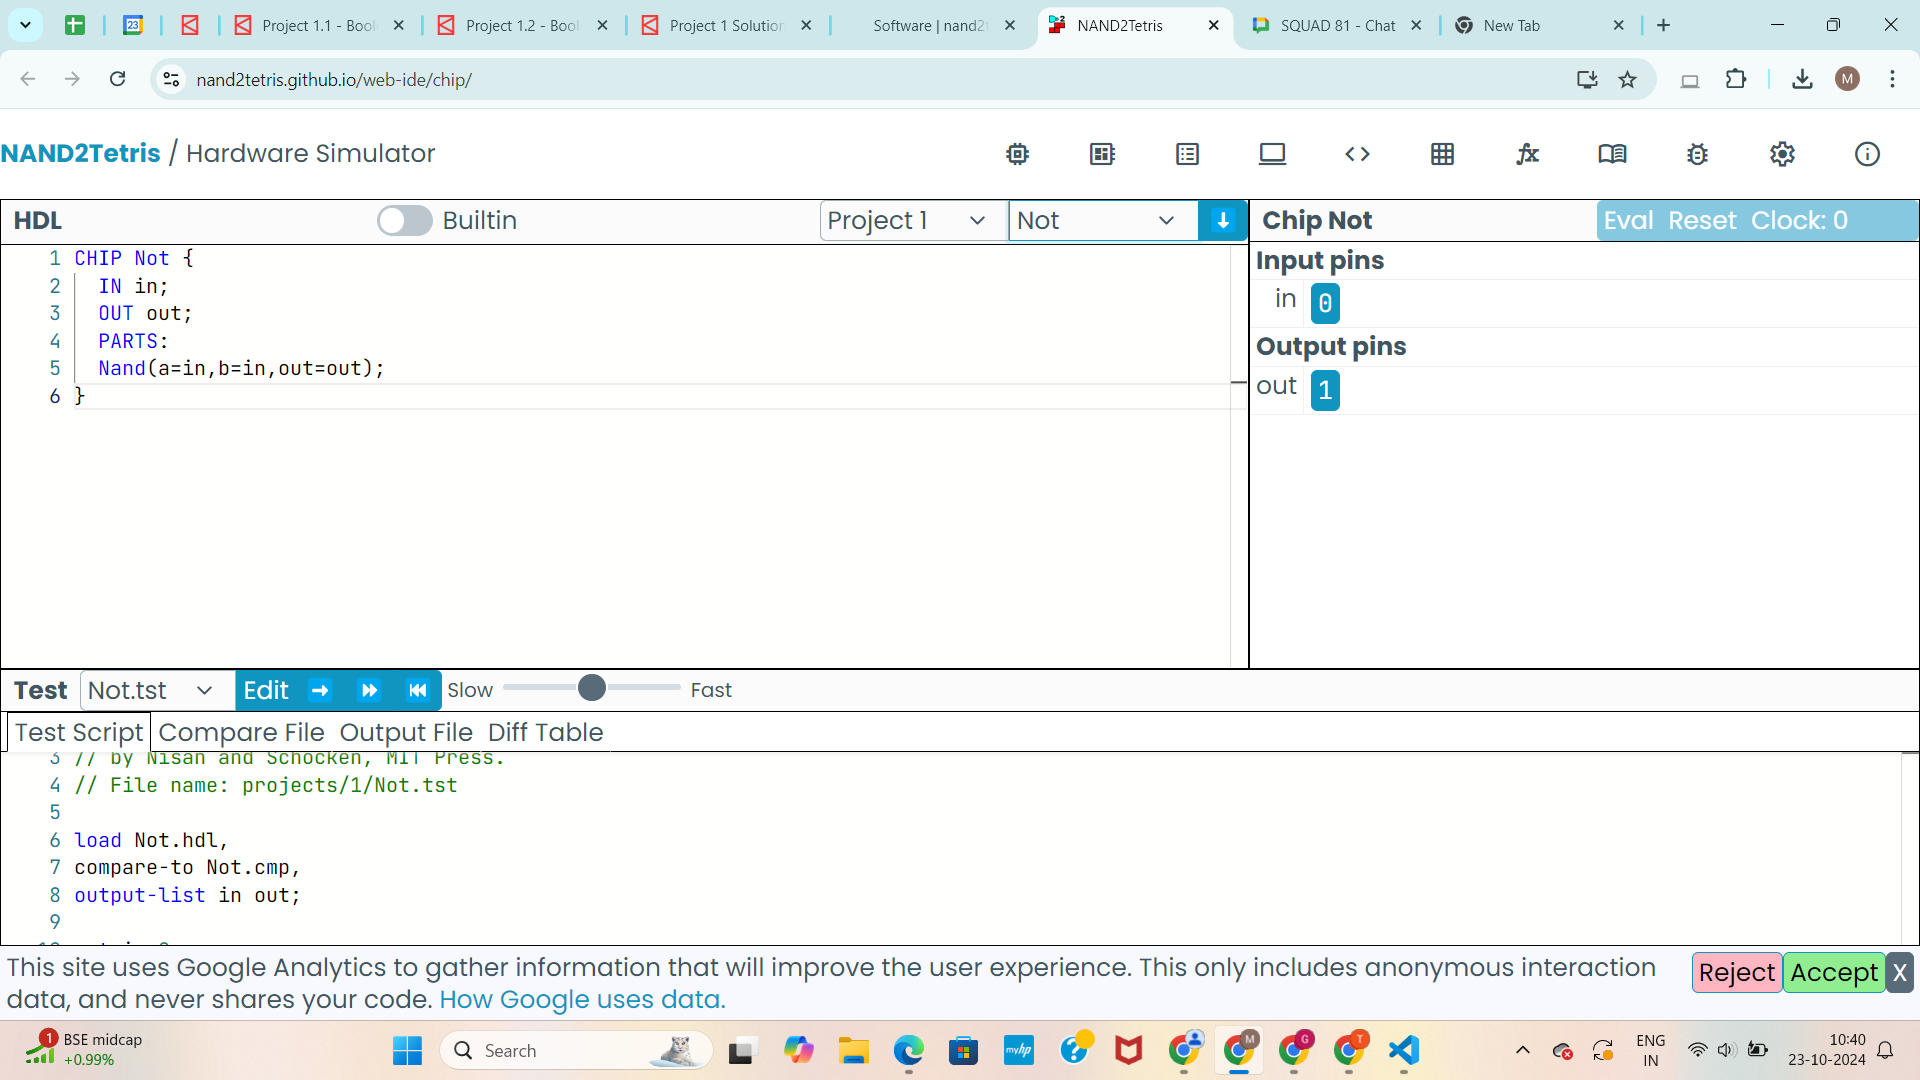 Project 1.1 - Bool
Project 1.2 - Bool
Project 1 Solution
Software | nand2t
NAND2Tetris
SQUAD 81 - Chat
New Tab
nand2tetris.github.io/web-ide/chip/
M
NAND2Tetris / Hardware Simulator
HDL
Builtin
Project 1
Not
Chip Not
Eval Reset Clock: 0
1 CHIP Not {
2 IN in;
3 OUT out;
4 PARTS:
5 Nand(a=in,b=in,out=out);
6 }
Input pins
in 0
Output pins
out 1
Test Not.tst Edit Slow Fast
Test Script Compare File Output File Diff Table
3 // by Nisan and Schocken, MIT Press.
4 // File name: projects/1/Not.tst
5
6 load Not.hdl,
7 compare-to Not.cmp,
8 output-list in out;
9
This site uses Google Analytics to gather information that will improve the user experience. This only includes anonymous interaction
data, and never shares your code. How Google uses data.
Reject Accept X
1
BSE midcap
+0.99%
Search
myhp
M
G
T
ENG
IN
10:40
23-10-2024